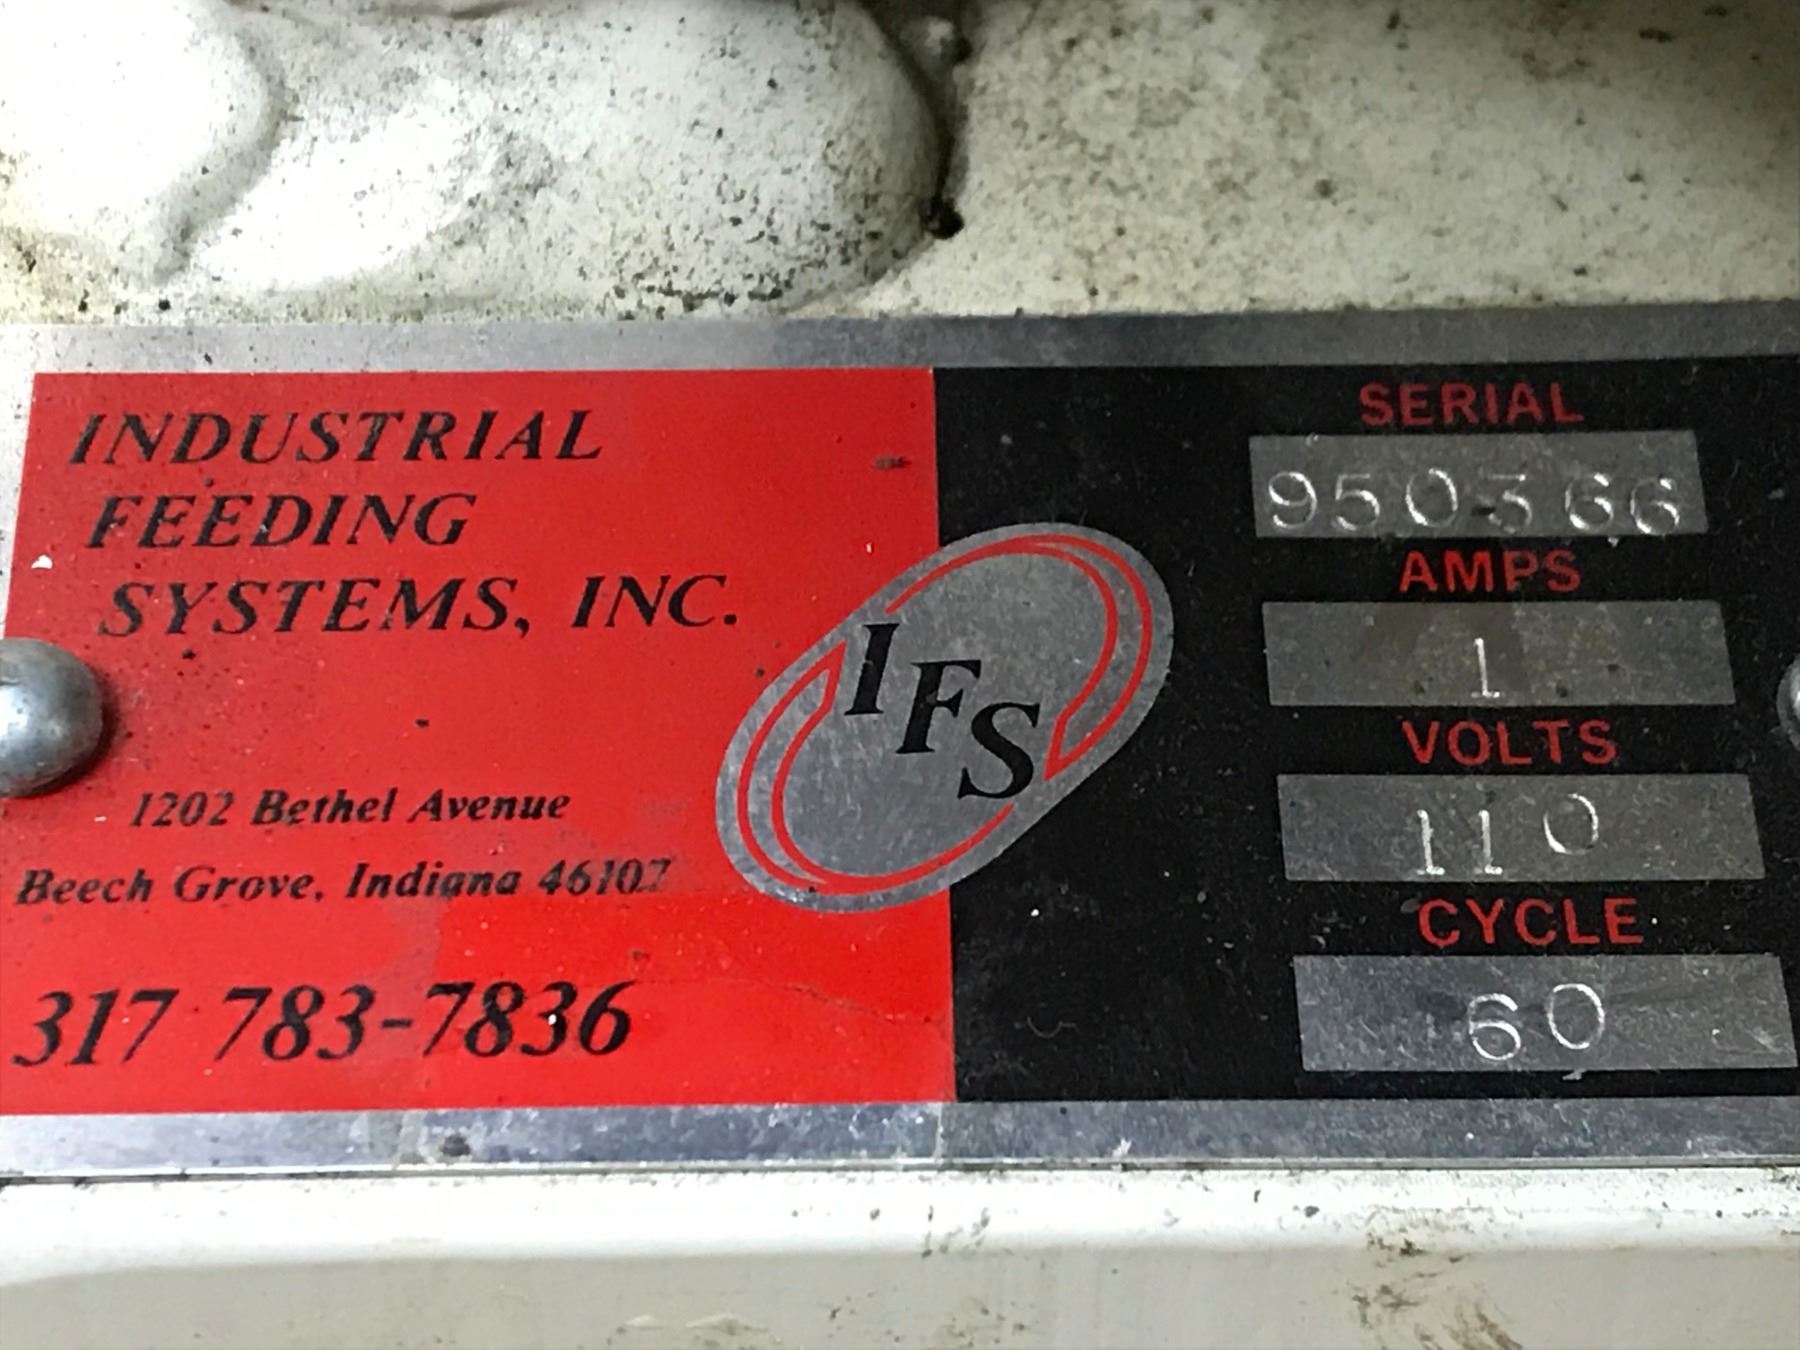 INDUSTRIAL
FEEDING
SYSTEMS, INC.
1202 Bethel Avenue
Beech Grove, Indiana 46107
317 783-7836
IFS
SERIAL
950366
AMPS
1
VOLTS
110
CYCLE
60